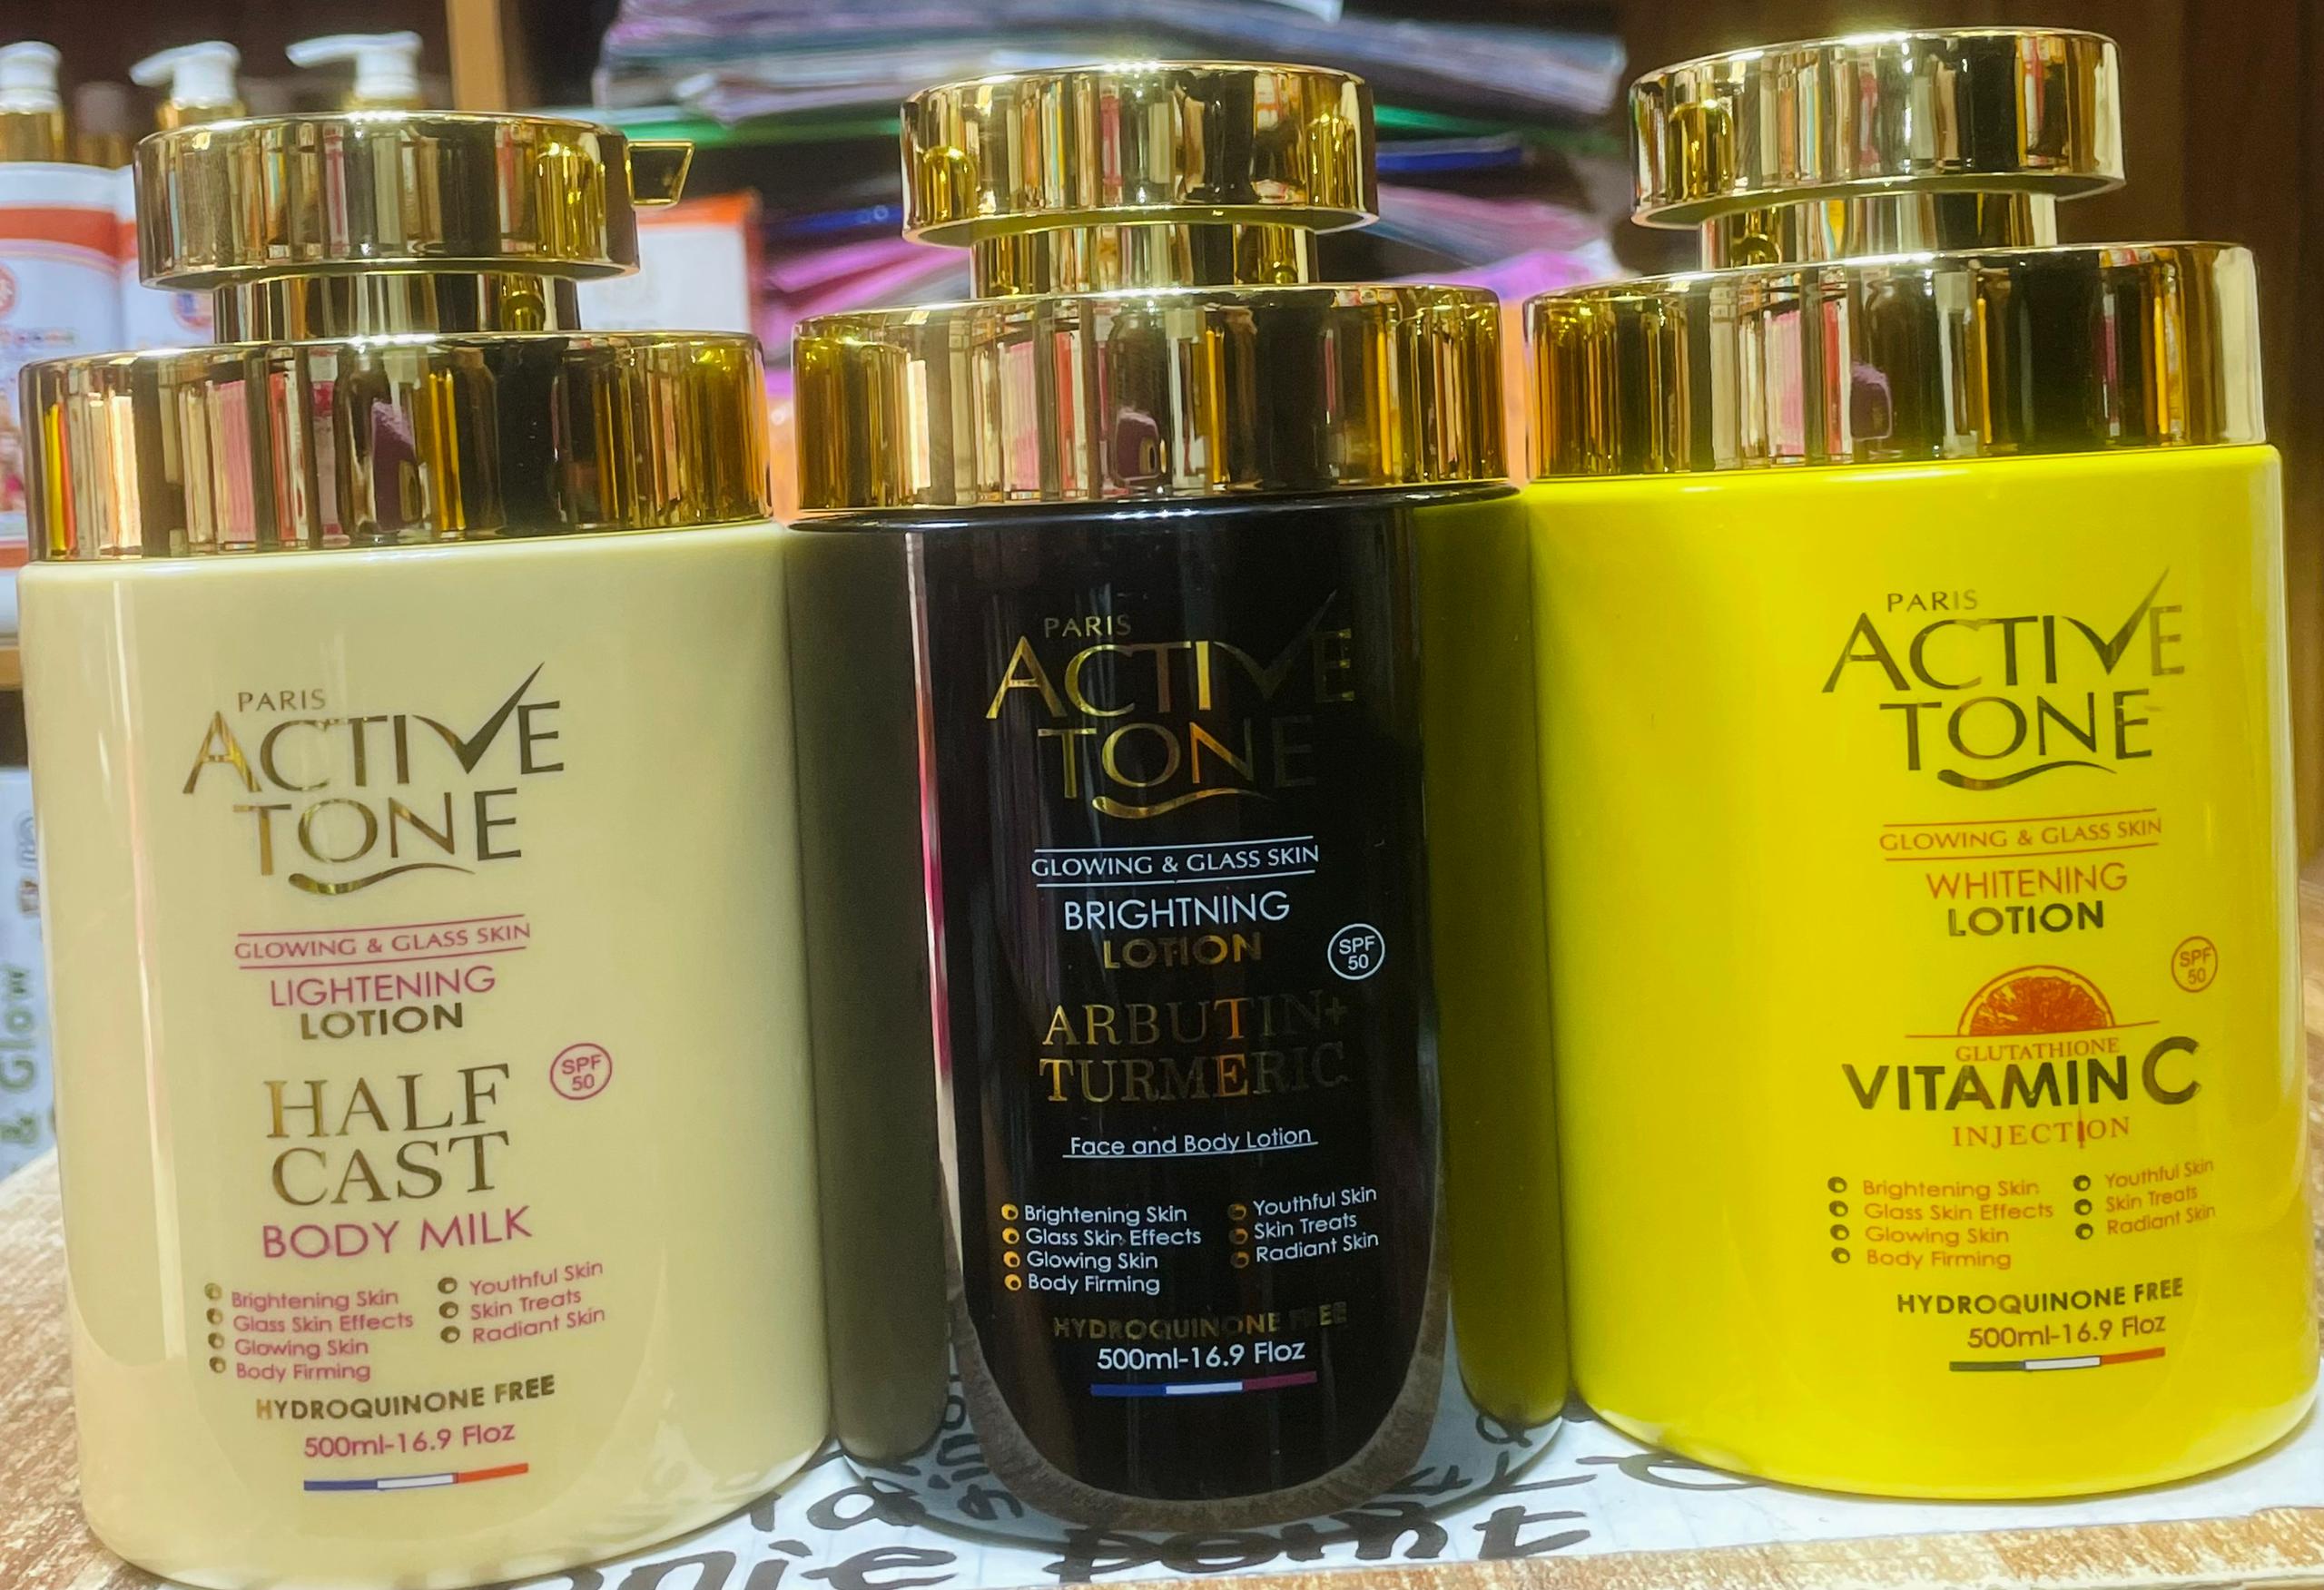 PARIS
ACTIVE
TONE
GLOWING & GLASS SKIN
LIGHTENING
LOTION
SPF
50
HALF
CAST
BODY MILK
Brightening Skin
Glass Skin Effects
Glowing Skin
Body Firming
Youthful Skin
Skin Treats
Radiant Skin
HYDROQUINONE FREE
500ml-16.9 Floz
PARIS
ACTIVE
TONE
GLOWING & GLASS SKIN
BRIGHTNING
LOTION
SPF
50
ARBUTIN+
TURMERIC
Face and Body Lotion
Brightening Skin
Glass Skin Effects
Glowing Skin
Body Firming
Youthful Skin
Skin Treats
Radiant Skin
HYDROQUINONE FREE
500ml-16.9 Floz
PARIS
ACTIVE
TONE
GLOWING & GLASS SKIN
WHITENING
LOTION
SPF
50
GLUTATHIONE
VITAMIN C
INJECTION
Brightening Skin
Glass Skin Effects
Glowing Skin
Body Firming
Youthful Skin
Skin Treats
Radiant Skin
HYDROQUINONE FREE
500ml-16.9 Floz
& Glow